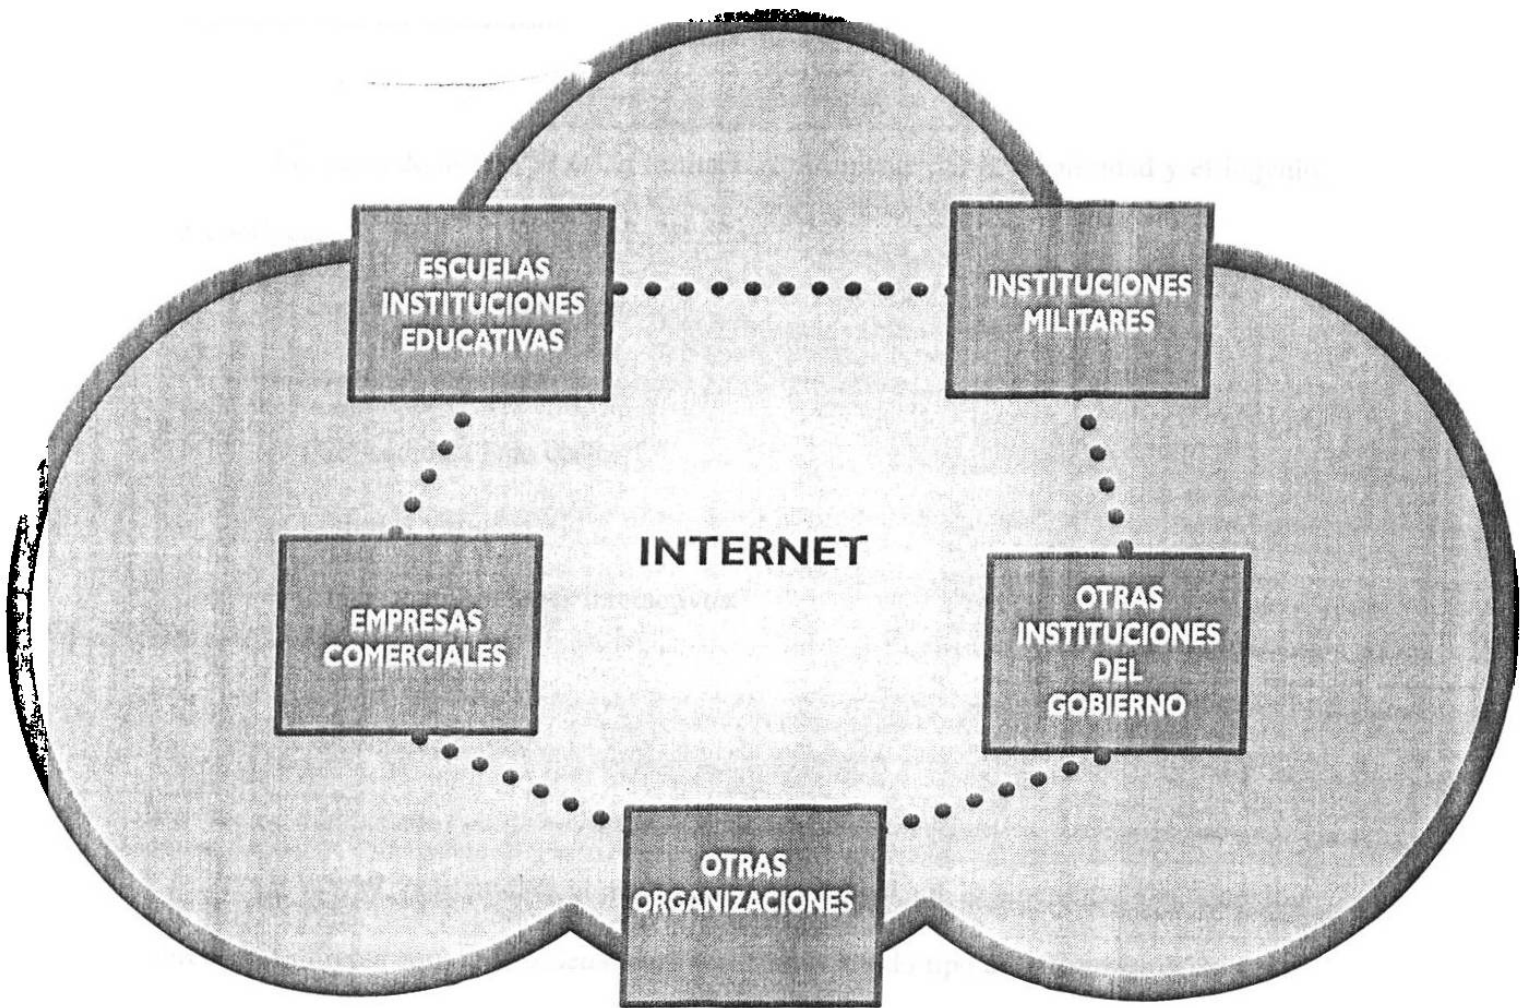 ESCUELAS
INSTITUCIONES
EDUCATIVAS
INSTITUCIONES
MILITARES
INTERNET
EMPRESAS
COMERCIALES
OTRAS
INSTITUCIONES
DEL
GOBIERNO
OTRAS
ORGANIZACIONES